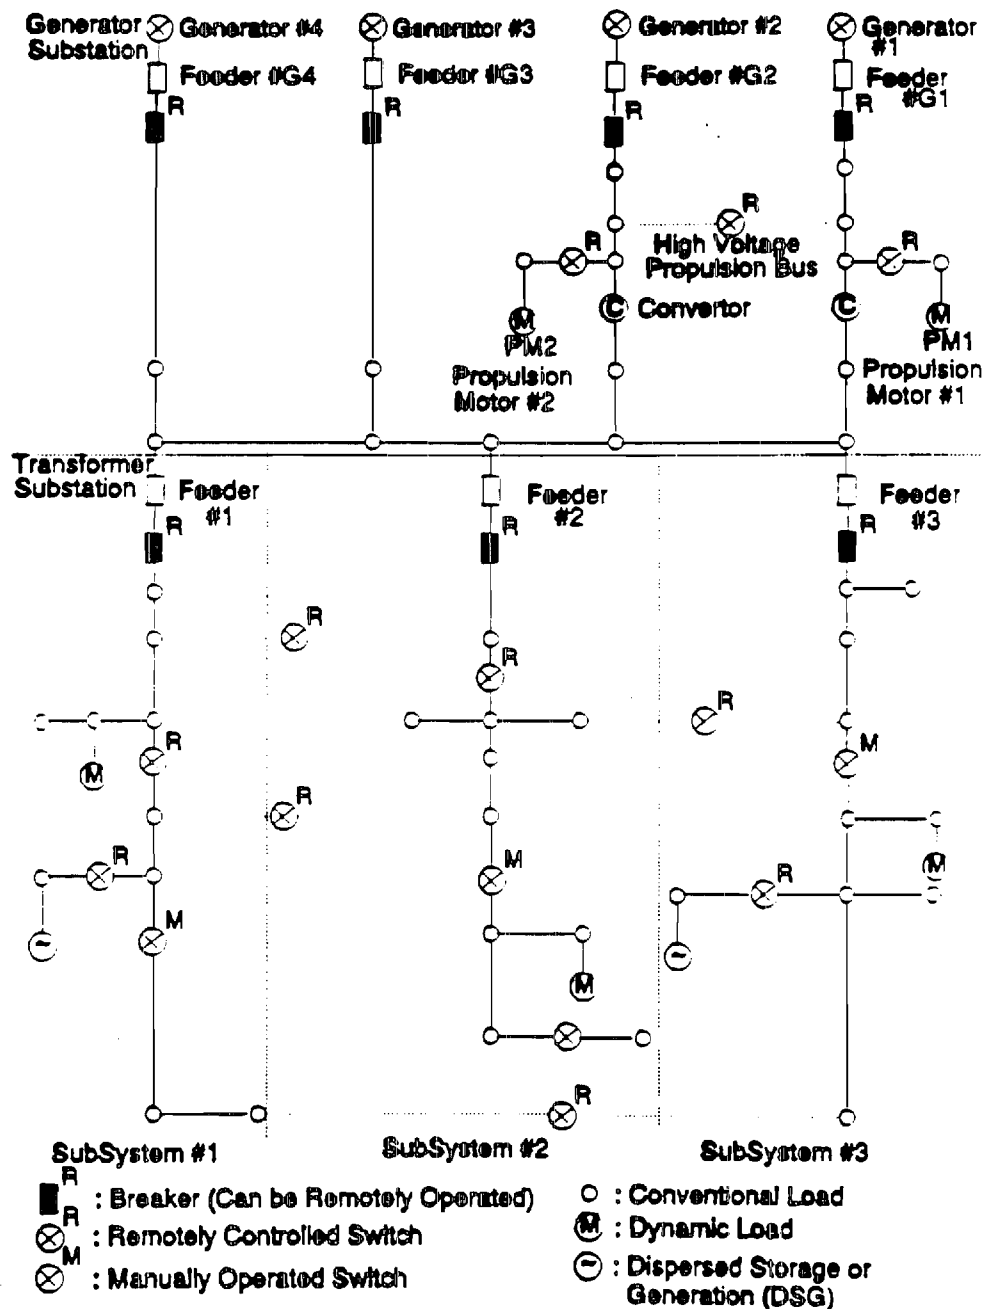 Generator Substation
Generator #4
Generator #3
Generator #2
Generator #1
Feeder #G4
Feeder #G3
Feeder #G2
Feeder #G1
R
R
R
R
R
High Voltage
Propulsion Bus
R
R
C
Convertor
C
M
PM2
Propulsion
Motor #2
M
PM1
Propulsion
Motor #1
Transformer
Substation
Feeder
#1
Feeder
#2
Feeder
#3
R
R
R
R
R
R
R
M
M
R
M
R
M
R
M
~
~
M
M
R
SubSystem #1
SubSystem #2
SubSystem #3
R
: Breaker (Can be Remotely Operated)
R
: Remotely Controlled Switch
M
: Manually Operated Switch
: Conventional Load
M : Dynamic Load
~ : Dispersed Storage or
Generation (DSG)